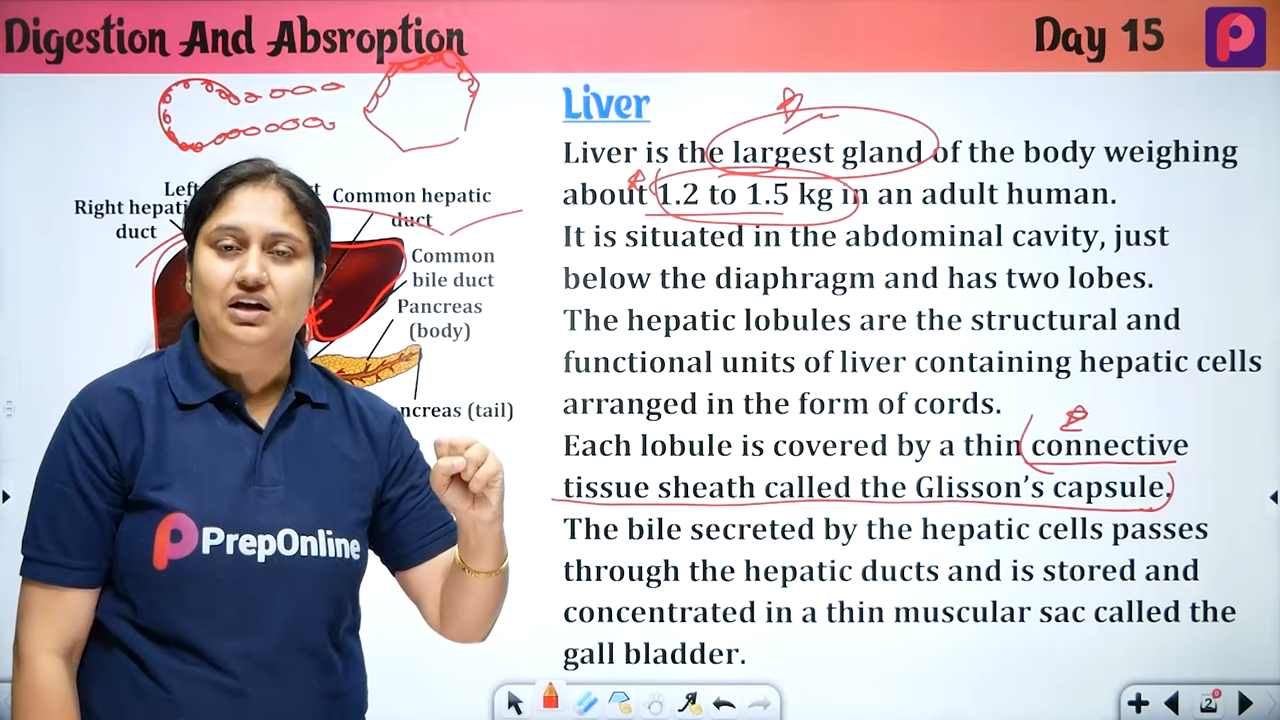 Digestion And Absroption
Day 15
Liver
Liver is the largest gland of the body weighing
about 1.2 to 1.5 kg in an adult human.
It is situated in the abdominal cavity, just
below the diaphragm and has two lobes.
The hepatic lobules are the structural and
functional units of liver containing hepatic cells
arranged in the form of cords.
Each lobule is covered by a thin connective
tissue sheath called the Glisson's capsule.
The bile secreted by the hepatic cells passes
through the hepatic ducts and is stored and
concentrated in a thin muscular sac called the
gall bladder.
Left
Right
duct
Common hepatic
duct
Common
bile duct
Pancreas
(body)
(tail)
PrepOnline
2